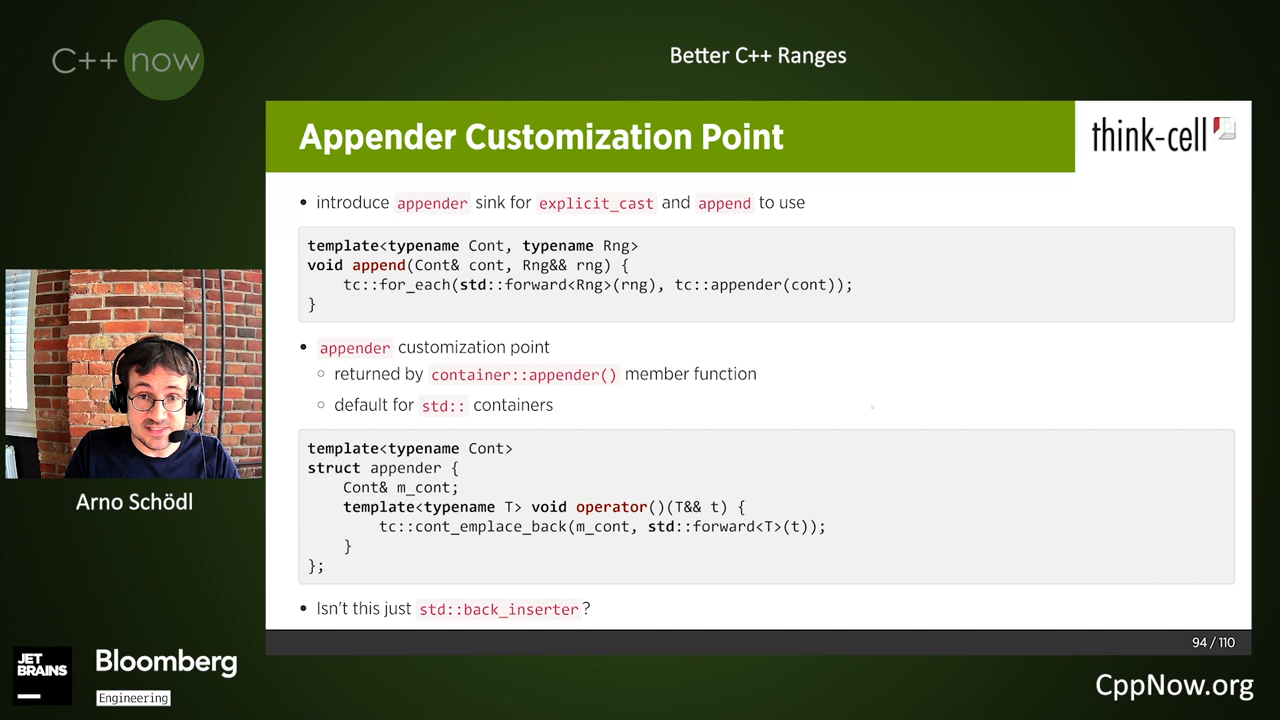 C++ now
Better C++ Ranges
Appender Customization Point
think-cell
• introduce appender sink for explicit_cast and append to use
template<typename Cont, typename Rng>
void append(Cont& cont, Rng&& rng) {
    tc::for_each(std::forward<Rng>(rng), tc::appender(cont));
}
• appender customization point
○ returned by container::appender() member function
○ default for std:: containers
template<typename Cont>
struct appender {
    Cont& m_cont;
    template<typename T> void operator()(T&& t) {
        tc::cont_emplace_back(m_cont, std::forward<T>(t));
    }
};
• Isn't this just std::back_inserter?
94 / 110
Arno Schödl
JET
BRAINS
Bloomberg
Engineering
CppNow.org